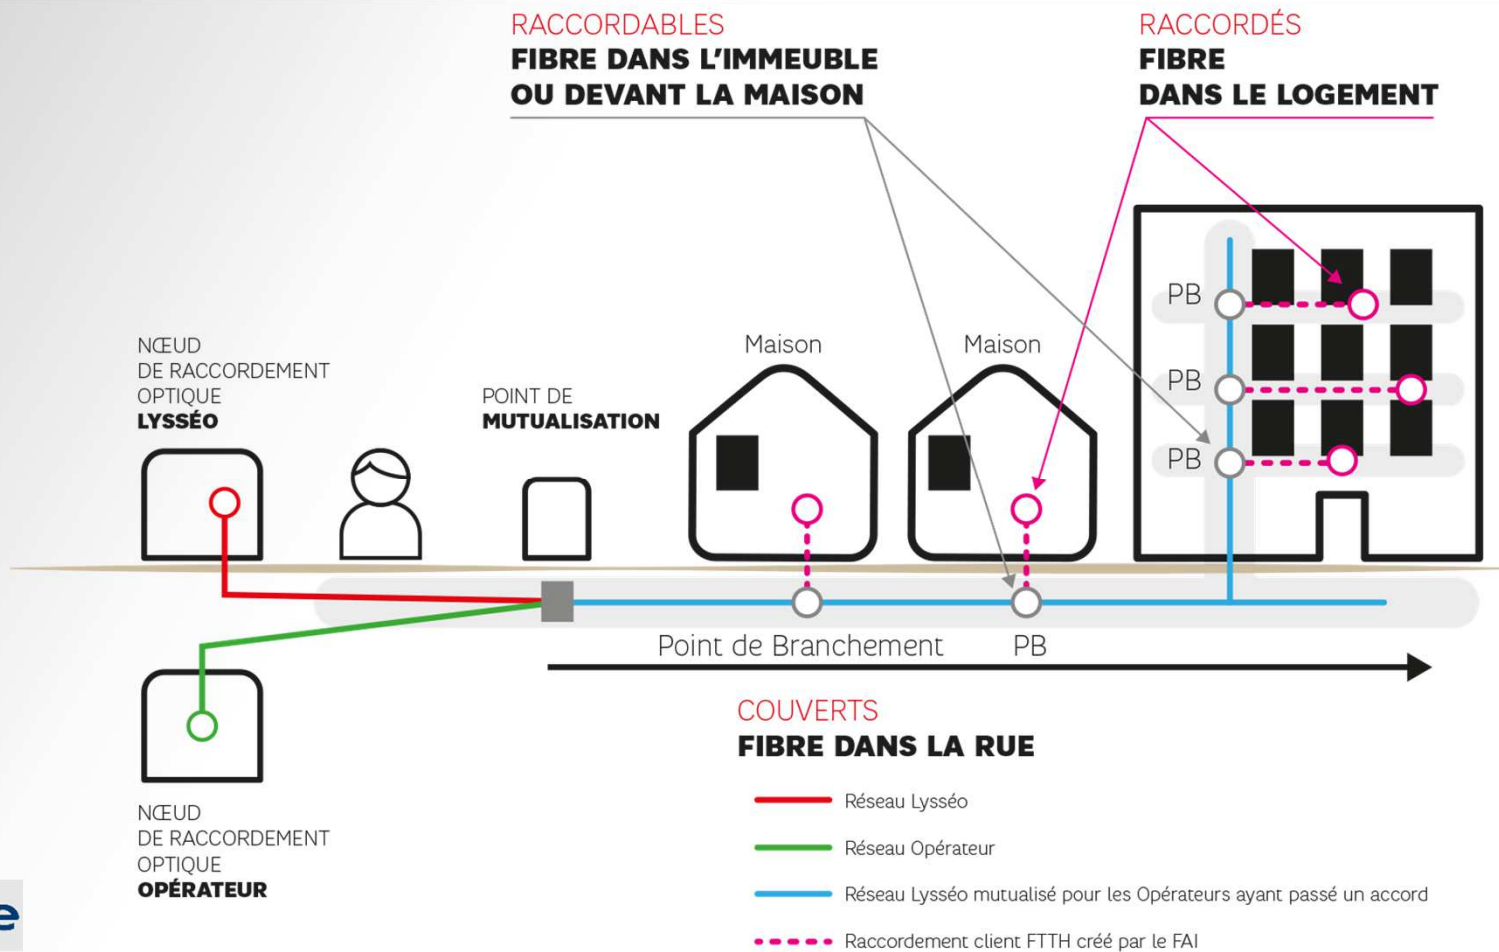 RACCORDABLES
FIBRE DANS L'IMMEUBLE
OU DEVANT LA MAISON
RACCORDÉS
FIBRE
DANS LE LOGEMENT
NŒUD
DE RACCORDEMENT
OPTIQUE
LYSSÉO
POINT DE
MUTUALISATION
Maison
Maison
PB
PB
PB
Point de Branchement
PB
COUVERTS
FIBRE DANS LA RUE
NŒUD
DE RACCORDEMENT
OPTIQUE
OPÉRATEUR
Réseau Lysséo
Réseau Opérateur
Réseau Lysséo mutualisé pour les Opérateurs ayant passé un accord
Raccordement client FTTH créé par le FAI
e